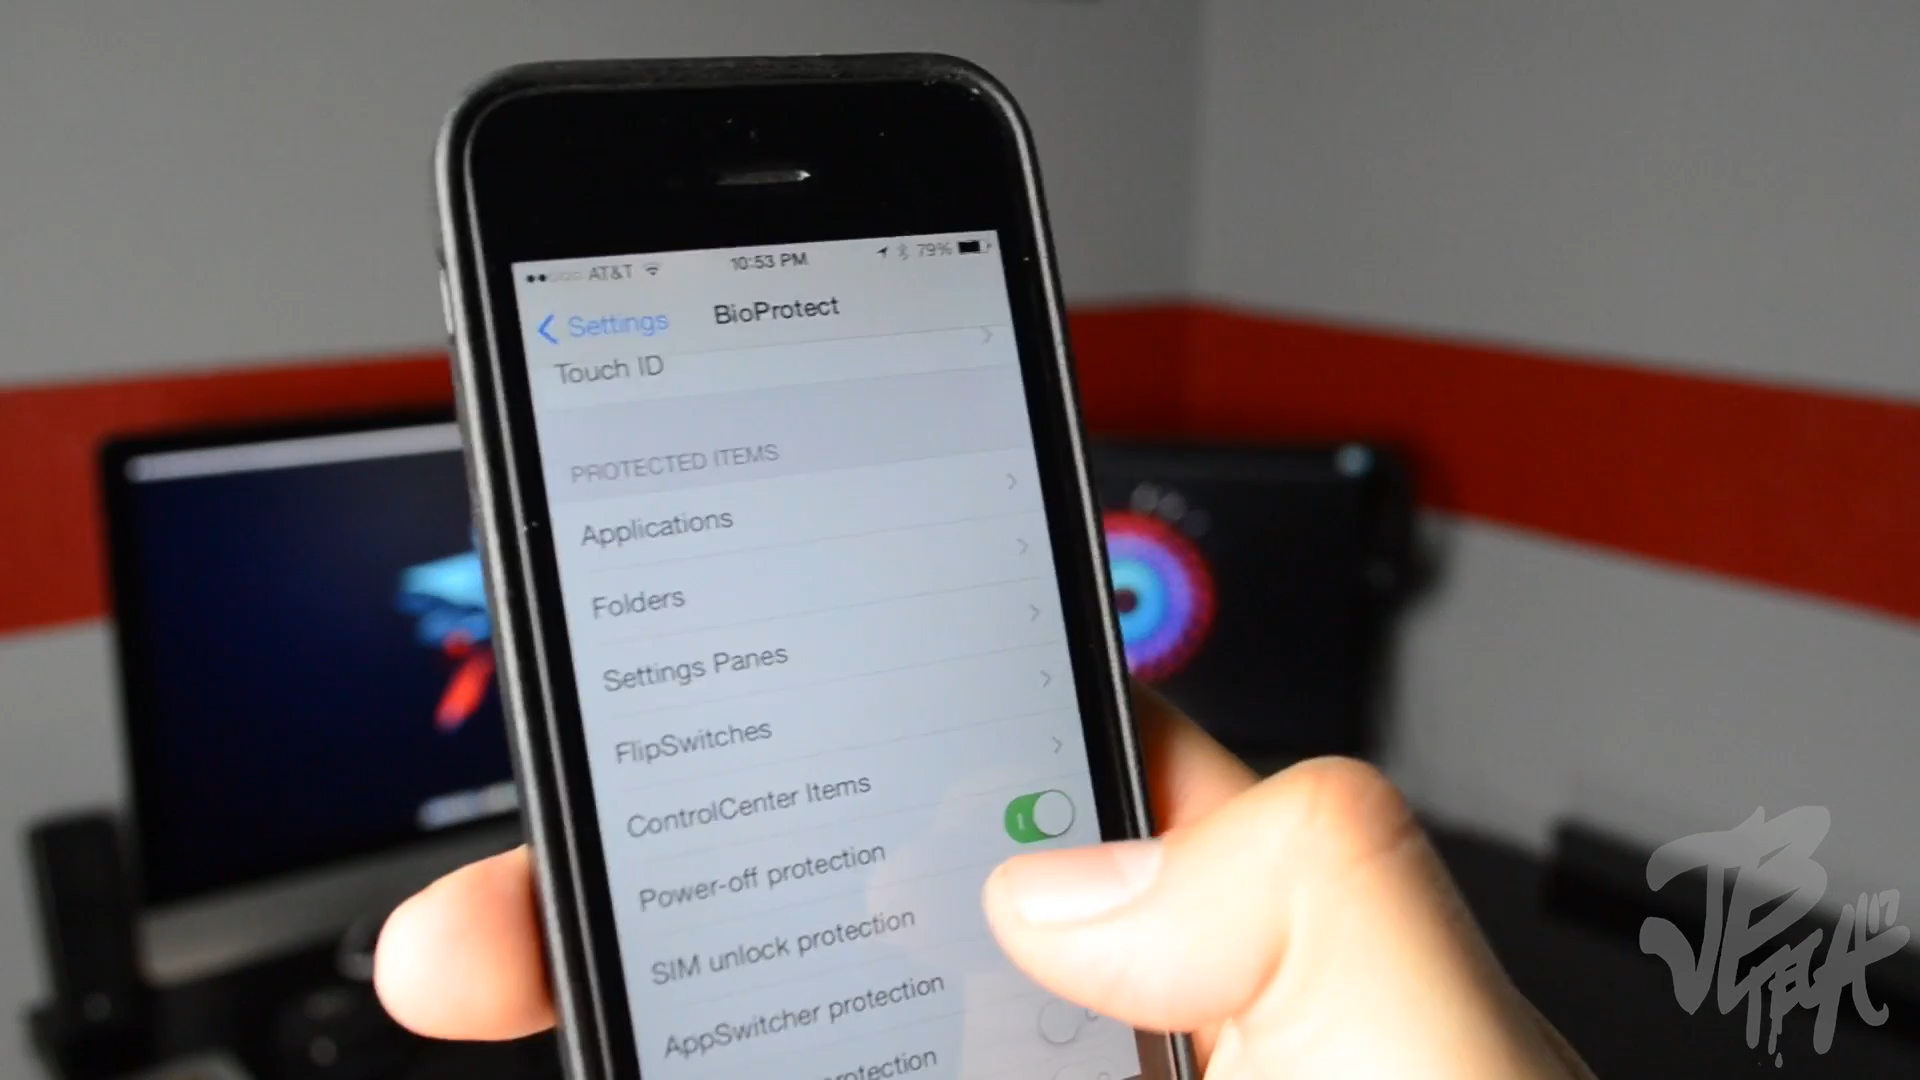 AT&T 10:53 PM 79%
Settings BioProtect
Touch ID
PROTECTED ITEMS
Applications
Folders
Settings Panes
FlipSwitches
ControlCenter Items
Power-off protection
SIM unlock protection
AppSwitcher protection
JB